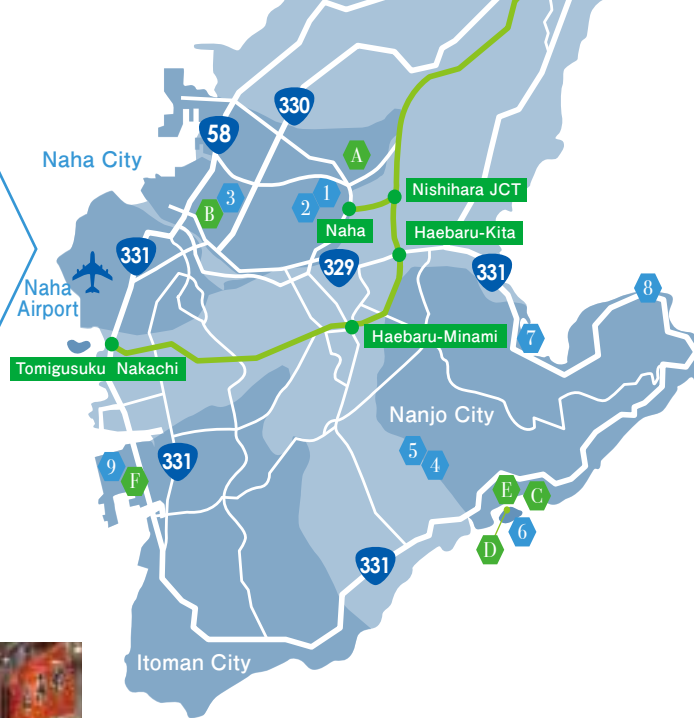 330
58
A
Naha City
Nishihara JCT
1
3
2
B
Naha
Haebaru-Kita
331
329
331
Naha
Airport
8
Haebaru-Minami
7
Tomigusuku Nakachi
Nanjo City
5
4
9
331
F
E
C
6
D
331
Itoman City